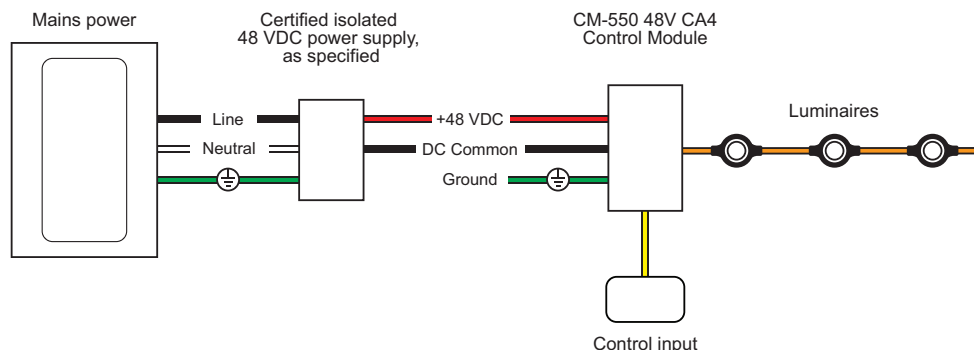 Mains power
Certified isolated
48 VDC power supply,
as specified
CM-550 48V CA4
Control Module
Line
+48 VDC
Luminaires
Neutral
DC Common
Ground
Control input